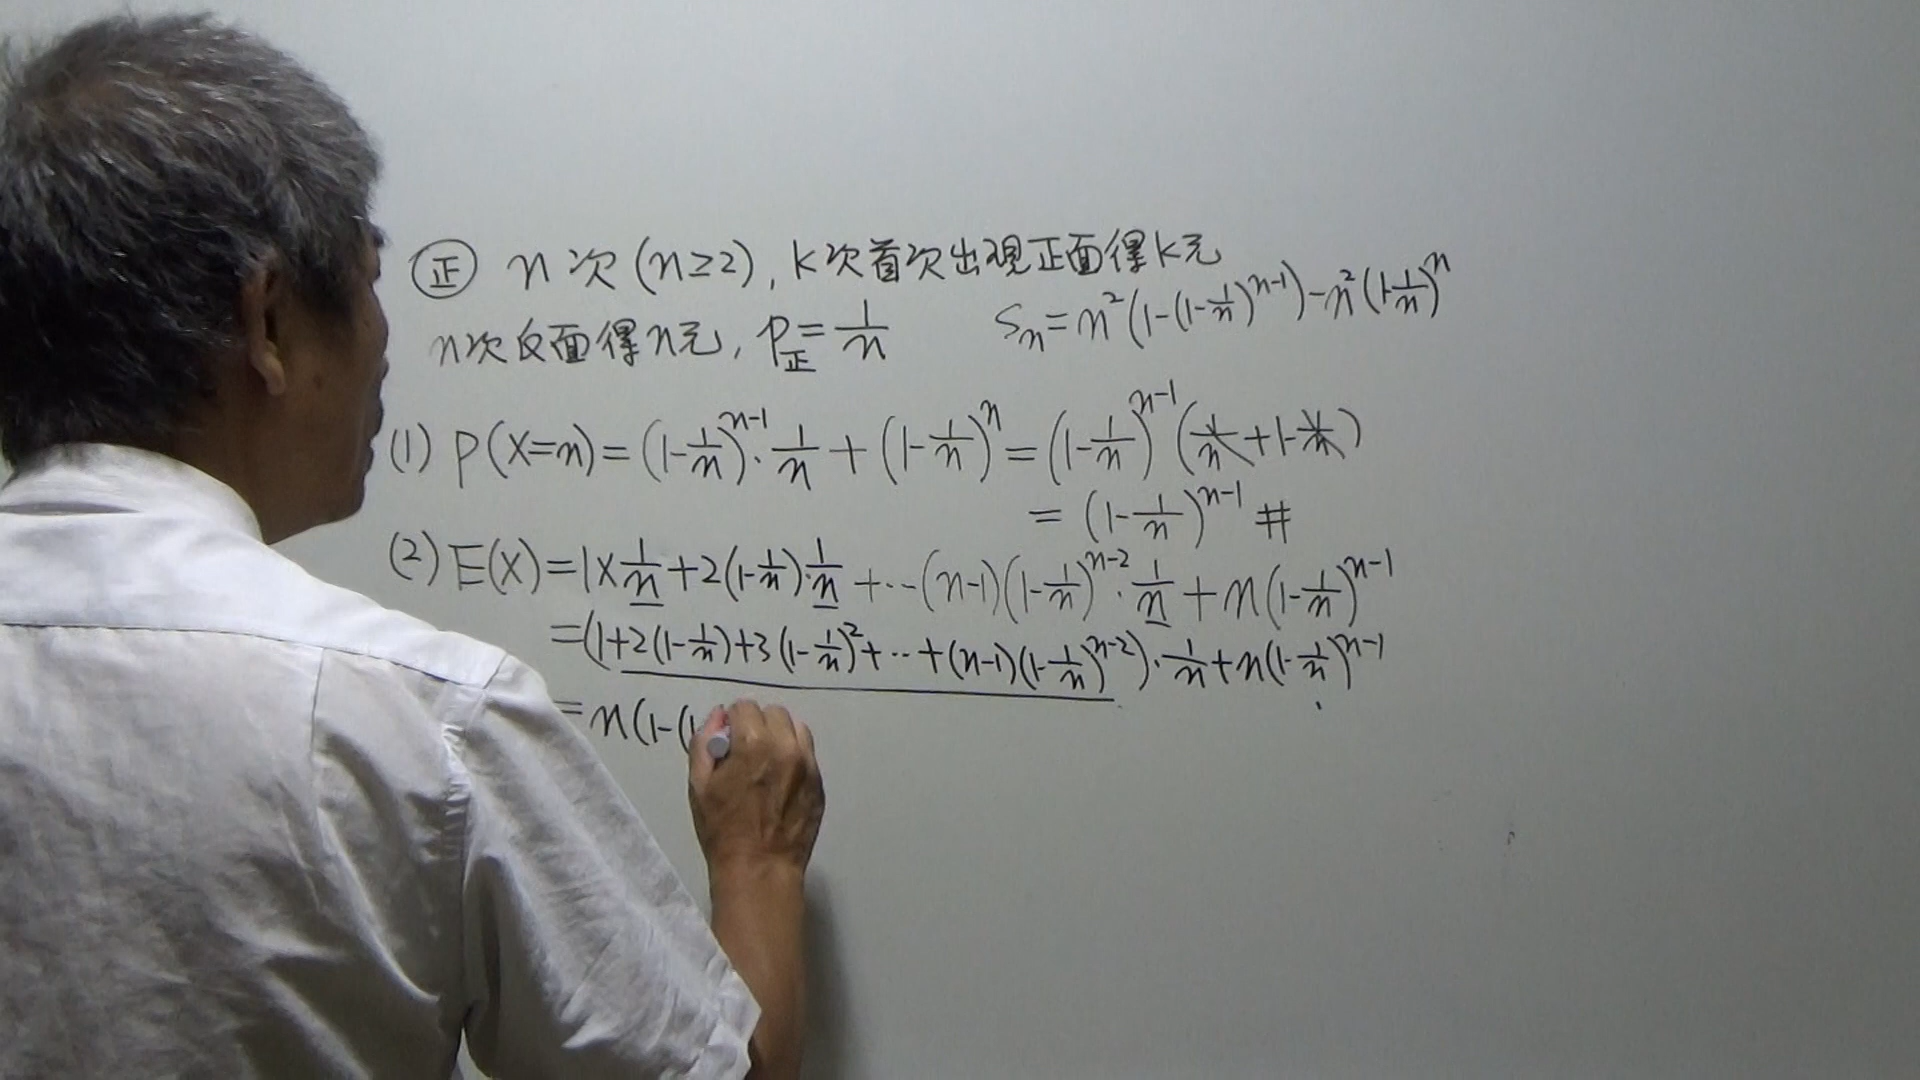 正 n次(n≥2), k次首次出現正面得k元
n次反面得n元, P正=1/n
Sn=n²(1-(1-1/n)^(n-1))-n²(1-1/n)^n
(1) P(X=n)=(1-1/n)^(n-1)·1/n+(1-1/n)^n=(1-1/n)^(n-1)(1/n+1-1/n)
=(1-1/n)^(n-1) #
(2) E(X)=1×1/n+2(1-1/n)·1/n+···(n-1)(1-1/n)^(n-2)·1/n+n(1-1/n)^(n-1)
=(1+2(1-1/n)+3(1-1/n)²+···+(n-1)(1-1/n)^(n-2))·1/n+n(1-1/n)^(n-1)
=n(1-(1